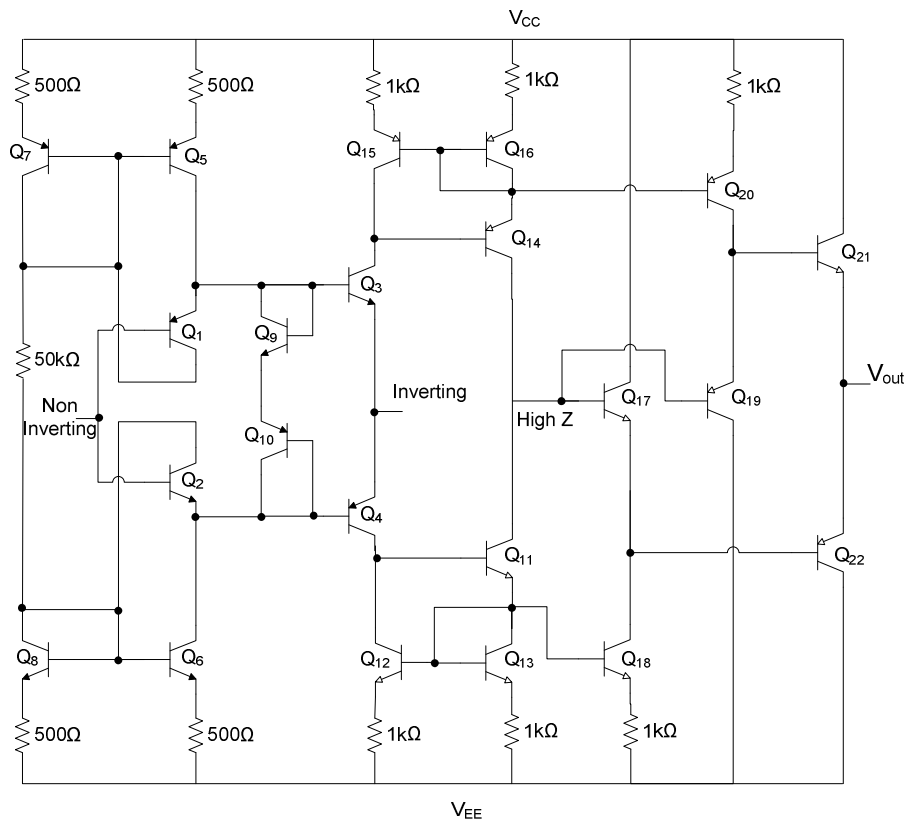 V_CC
500Ω
500Ω
1kΩ
1kΩ
1kΩ
Q7
Q5
Q15
Q16
Q20
Q14
Q21
Q3
Q1
Q9
50kΩ
Vout
Inverting
Q17
Q19
Non
Inverting
High Z
Q10
Q2
Q4
Q11
Q22
Q8
Q6
Q12
Q13
Q18
500Ω
500Ω
1kΩ
1kΩ
1kΩ
V_EE